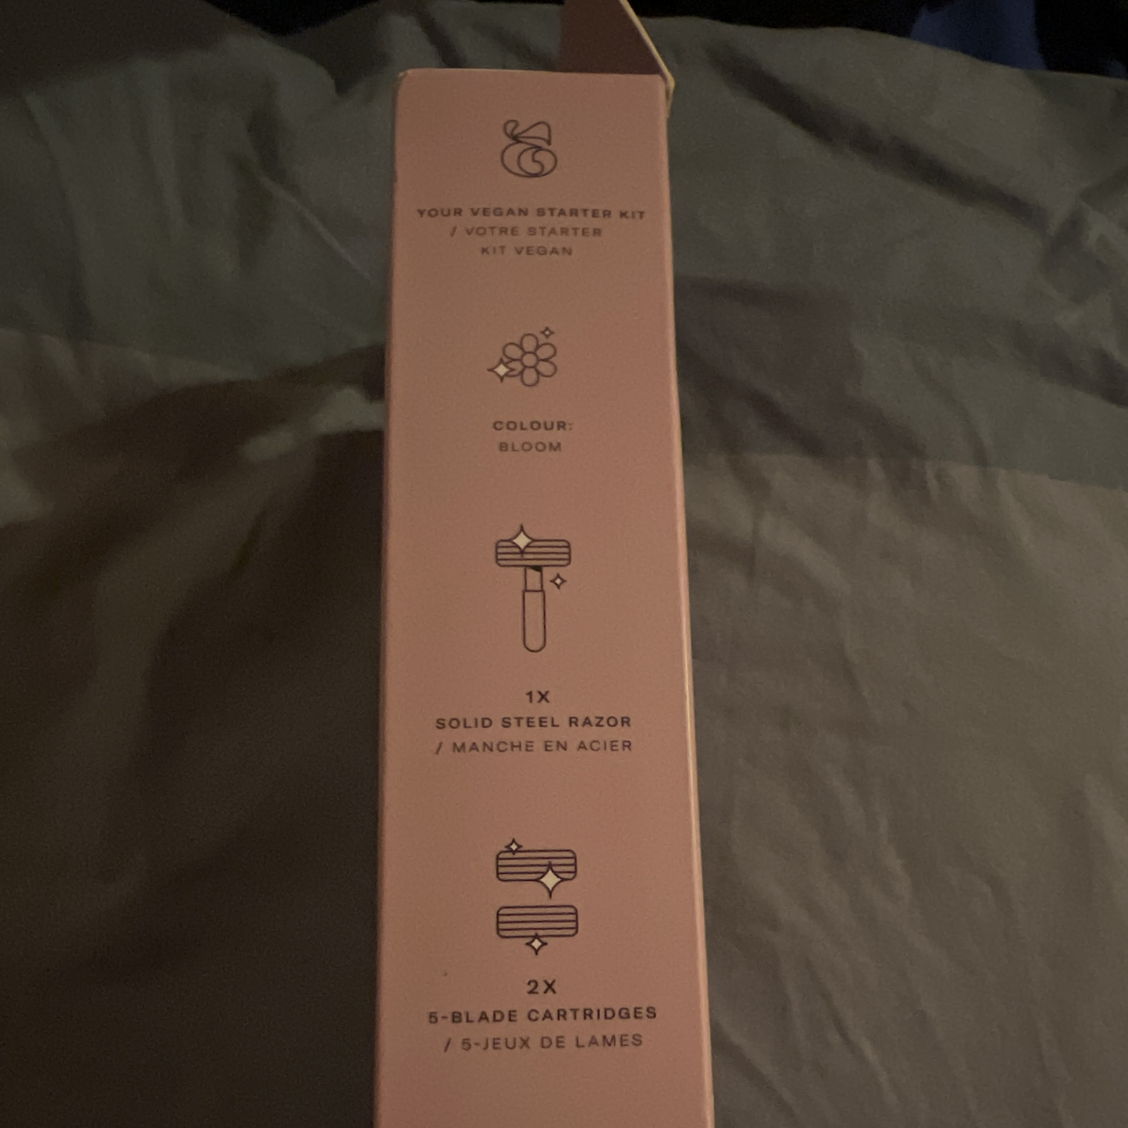 YOUR VEGAN STARTER KIT
/ VOTRE STARTER
KIT VEGAN
COLOUR:
BLOOM
1X
SOLID STEEL RAZOR
/ MANCHE EN ACIER
2X
5-BLADE CARTRIDGES
/ 5-JEUX DE LAMES